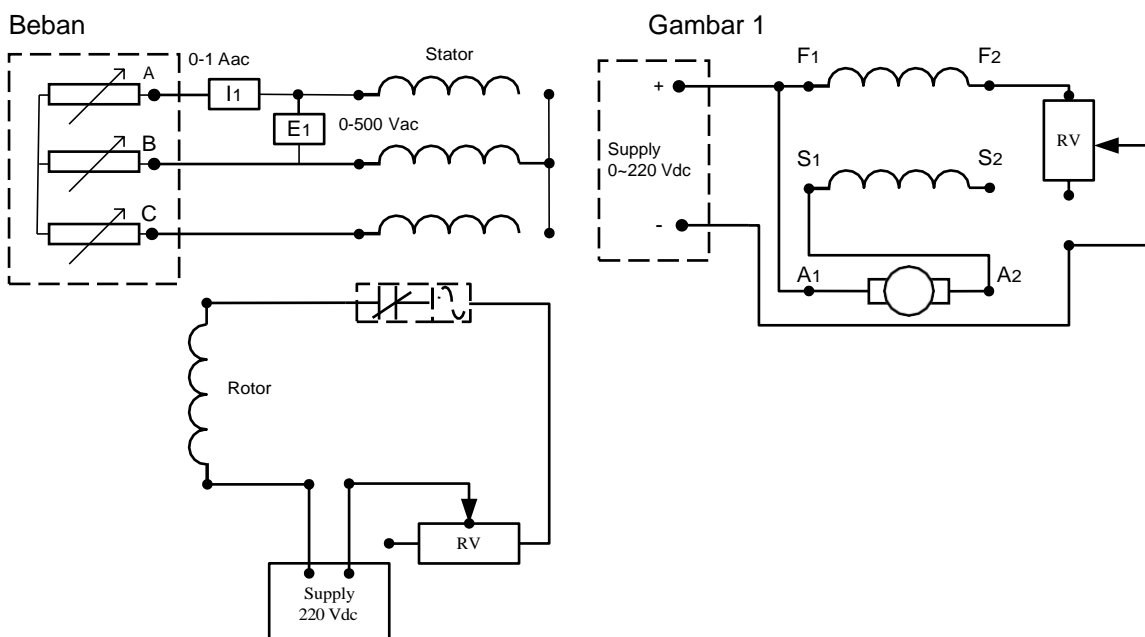 Beban
Gambar 1
0-1 Aac
Stator
A
I1
E1
0-500 Vac
B
C
Rotor
RV
Supply
220 Vdc
F1
F2
+
RV
Supply
0~220 Vdc
S1
S2
-
A1
A2